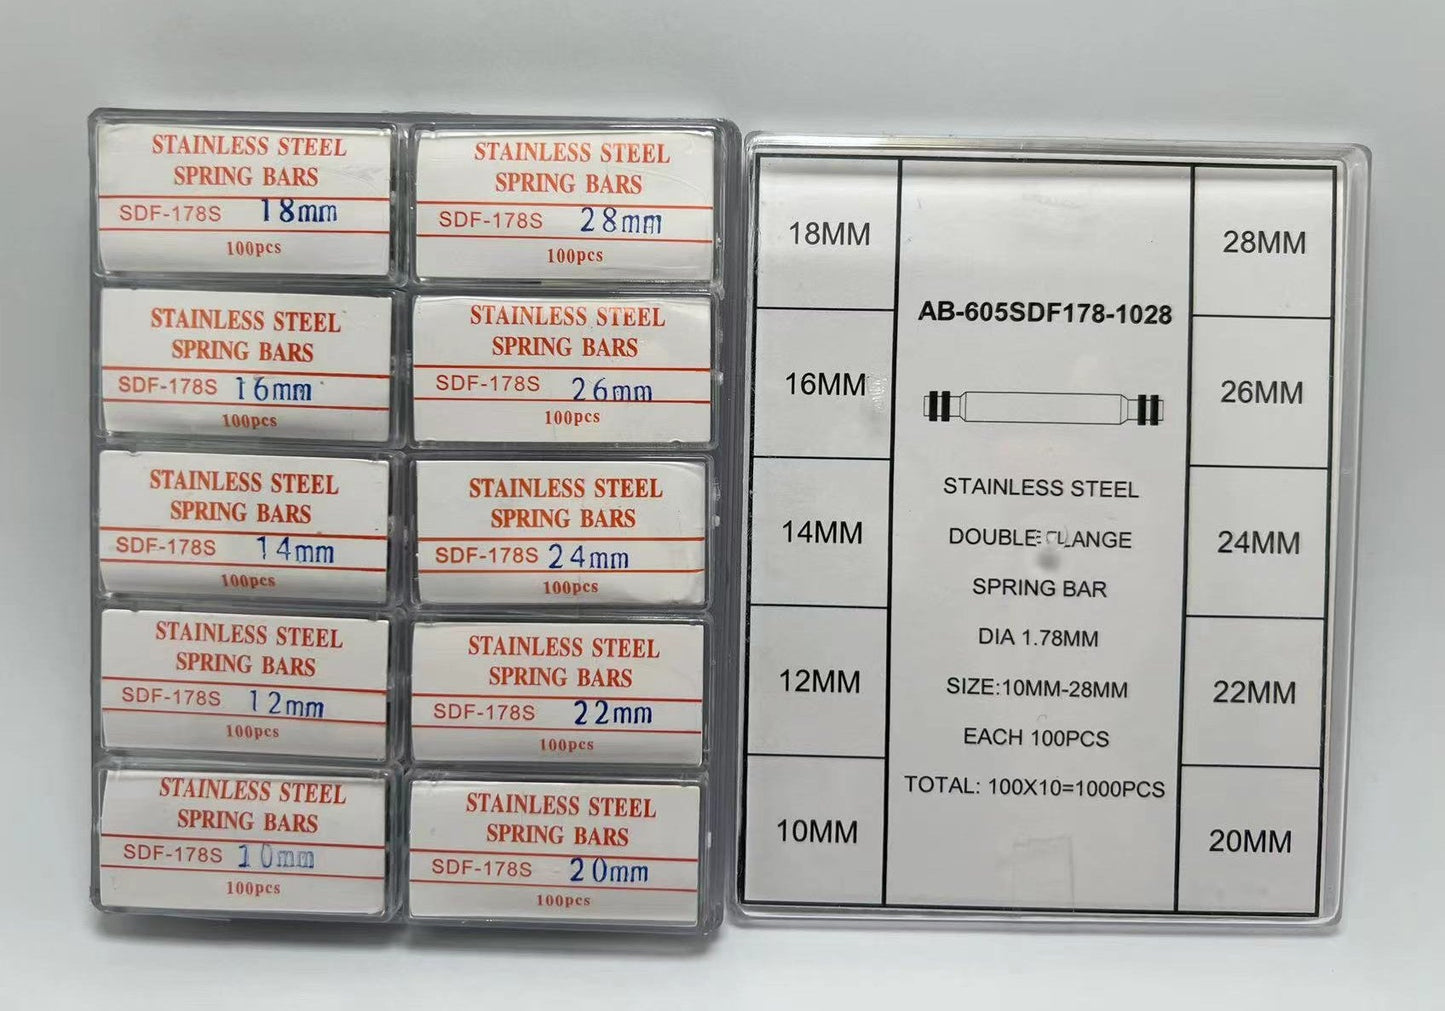 STAINLESS STEEL
SPRING BARS
SDF-178S 18mm
100pcs
STAINLESS STEEL
SPRING BARS
SDF-178S 28mm
100pcs
STAINLESS STEEL
SPRING BARS
SDF-178S 16mm
100pcs
STAINLESS STEEL
SPRING BARS
SDF-178S 26mm
100pcs
STAINLESS STEEL
SPRING BARS
SDF-178S 14mm
100pcs
STAINLESS STEEL
SPRING BARS
SDF-178S 24mm
100pcs
STAINLESS STEEL
SPRING BARS
SDF-178S 12mm
100pcs
STAINLESS STEEL
SPRING BARS
SDF-178S 22mm
100pcs
STAINLESS STEEL
SPRING BARS
SDF-178S 10mm
100pcs
STAINLESS STEEL
SPRING BARS
SDF-178S 20mm
100pcs
18MM
16MM
14MM
12MM
10MM
AB-605SDF178-1028
STAINLESS STEEL
DOUBLE FLANGE
SPRING BAR
DIA 1.78MM
SIZE:10MM-28MM
EACH 100PCS
TOTAL: 100X10=1000PCS
28MM
26MM
24MM
22MM
20MM